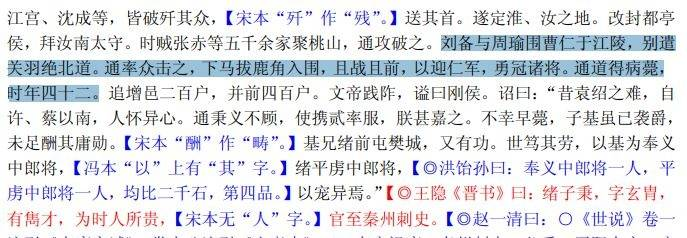 江宫、沈成等，皆破歼其众，【宋本“歼”作“残”。】送其首。遂定淮、汝之地。改封都亭
侯，拜汝南太守。时贼张赤等五千余家聚桃山，通攻破之。刘备与周瑜围曹仁于江陵，别遣
关羽绝北道。通率众击之，下马拔鹿角入围，且战且前，以迎仁军，勇冠诸将。通道得病薨，
时年四十二。追增邑二百户，并前四百户。文帝践阼，谥曰刚侯。诏曰：“昔袁绍之难，自
许、蔡以南，人怀异心。通秉义不顾，使携贰率服，朕甚嘉之。不幸早薨，子基虽已袭爵，
未足酬其庸勋。【宋本“酬”作“畴”。】基兄绪前屯樊城，又有功。世笃其劳，以基为奉义
中郎将，【冯本“以”上有“其”字。】绪平虏中郎将，【◎洪饴孙曰：奉义中郎将一人，平
虏中郎将一人，均比二千石，第四品。】以宠异焉。”【◎王隐《晋书》曰：绪子秉，字玄胄，
有儁才，为时人所贵，【宋本无“人”字。】官至秦州刺史。【◎赵一清曰：〇《世说》卷一